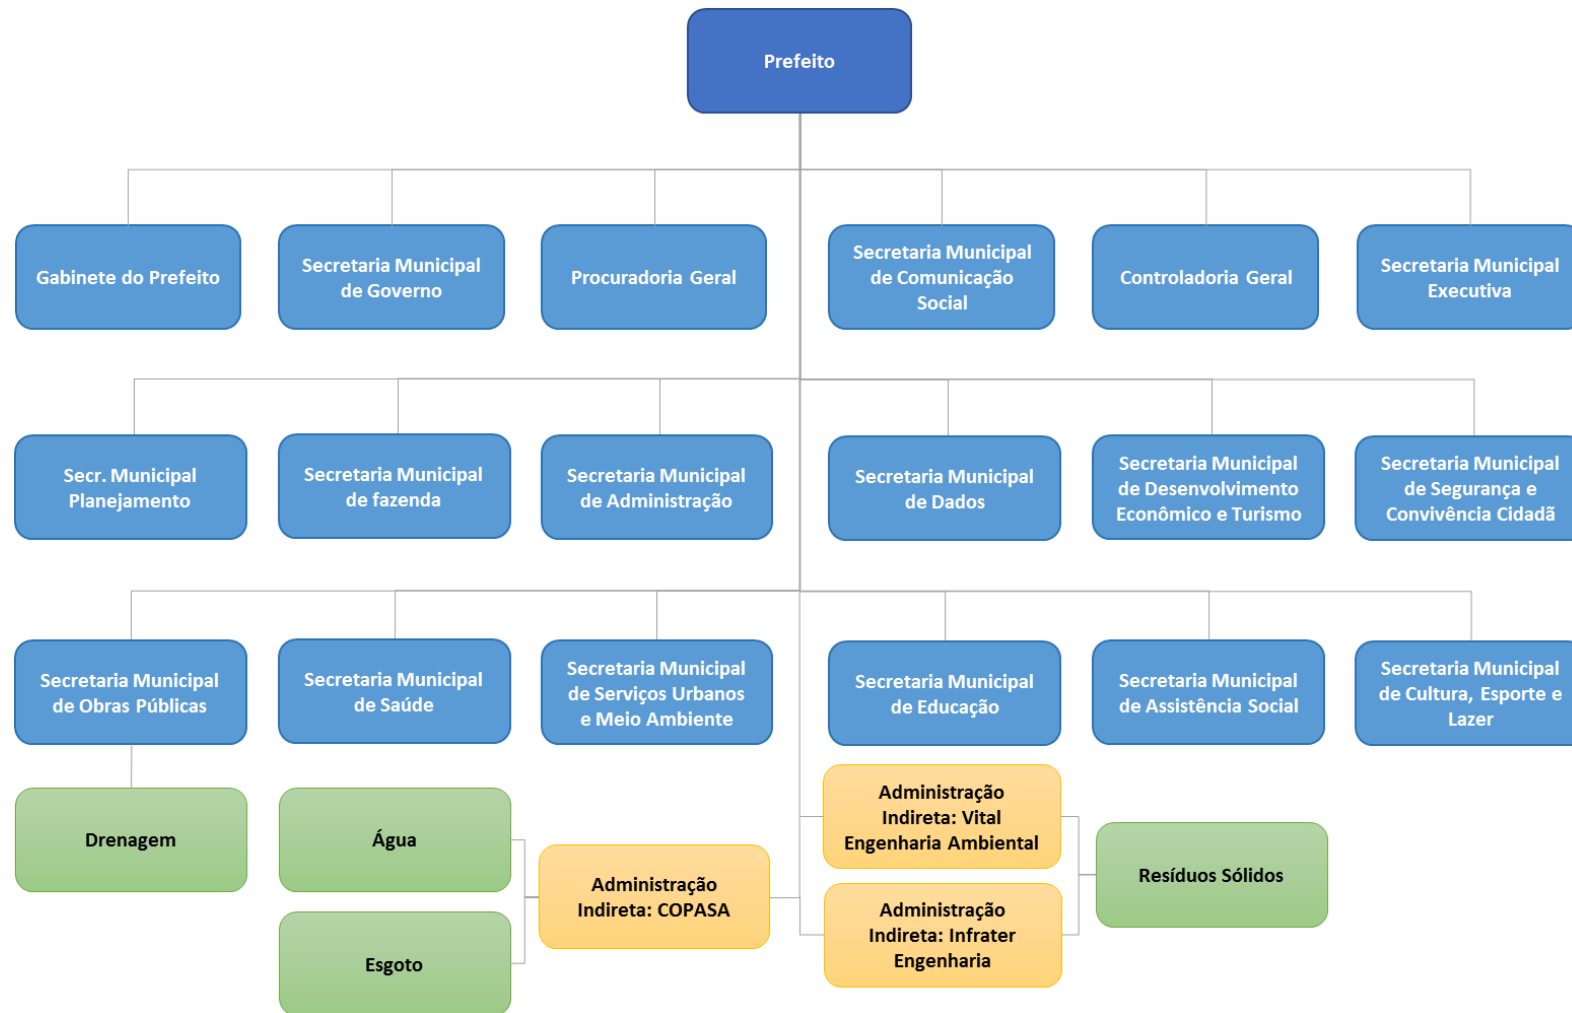 Prefeito
Gabinete do Prefeito
Secretaria Municipal
de Governo
Procuradoria Geral
Secretaria Municipal
de Comunicação
Social
Controladoria Geral
Secretaria Municipal
Executiva
Secr. Municipal
Planejamento
Secretaria Municipal
de fazenda
Secretaria Municipal
de Administração
Secretaria Municipal
de Dados
Secretaria Municipal
de Desenvolvimento
Econômico e Turismo
Secretaria Municipal
de Segurança e
Convivência Cidadã
Secretaria Municipal
de Obras Públicas
Secretaria Municipal
de Saúde
Secretaria Municipal
de Serviços Urbanos
e Meio Ambiente
Secretaria Municipal
de Educação
Secretaria Municipal
de Assistência Social
Secretaria Municipal
de Cultura, Esporte e
Lazer
Drenagem
Água
Esgoto
Administração
Indireta: COPASA
Administração
Indireta: Vital
Engenharia Ambiental
Administração
Indireta: Infrater
Engenharia
Resíduos Sólidos